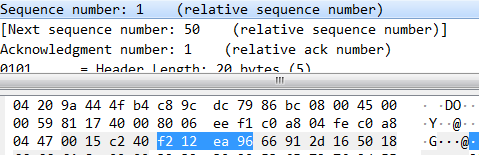 Sequence number: 1 (relative sequence number)
[Next sequence number: 50 (relative sequence number)]
Acknowledgment number: 1 (relative ack number)
0101 .... = Header Length: 20 bytes (5)
04 20 9a 44 4f b4 c8 9c dc 79 86 bc 08 00 45 00 · ·DO·
00 59 81 17 40 00 80 06 ee f1 c0 a8 04 fe c0 a8 ·Y··@·
04 47 00 15 c2 40 f2 12 ea 96 66 91 2d 16 50 18 ·G···@·